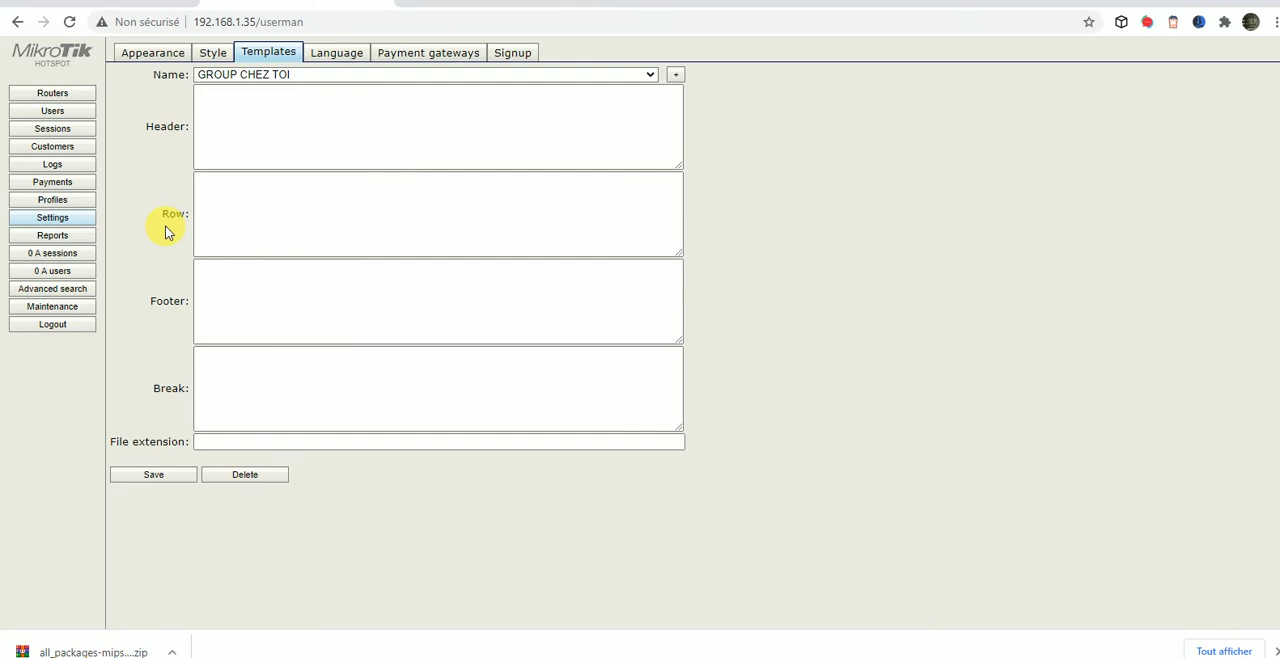 Non sécurisé 192.168.1.35/userman
MikroTik
HOTSPOT
Appearance Style Templates Language Payment gateways Signup
Routers
Users
Sessions
Customers
Logs
Payments
Profiles
Settings
Reports
0 A sessions
0 A users
Advanced search
Maintenance
Logout
Name: GROUP CHEZ TOI +
Header:
Row:
Footer:
Break:
File extension:
Save Delete
all_packages-mips....zip Tout afficher